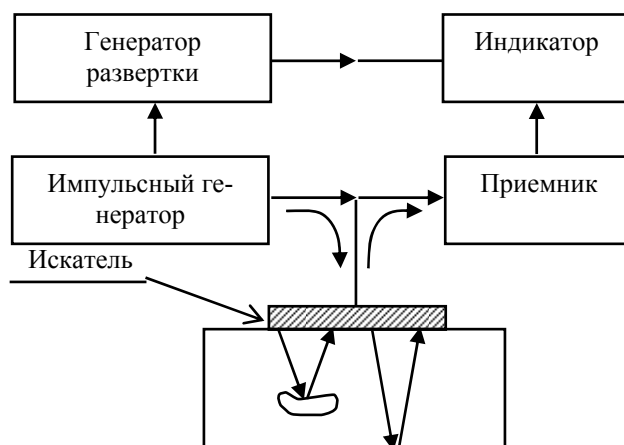 Генератор
развертки
Индикатор
Импульсный ге-
нератор
Приемник
Искатель